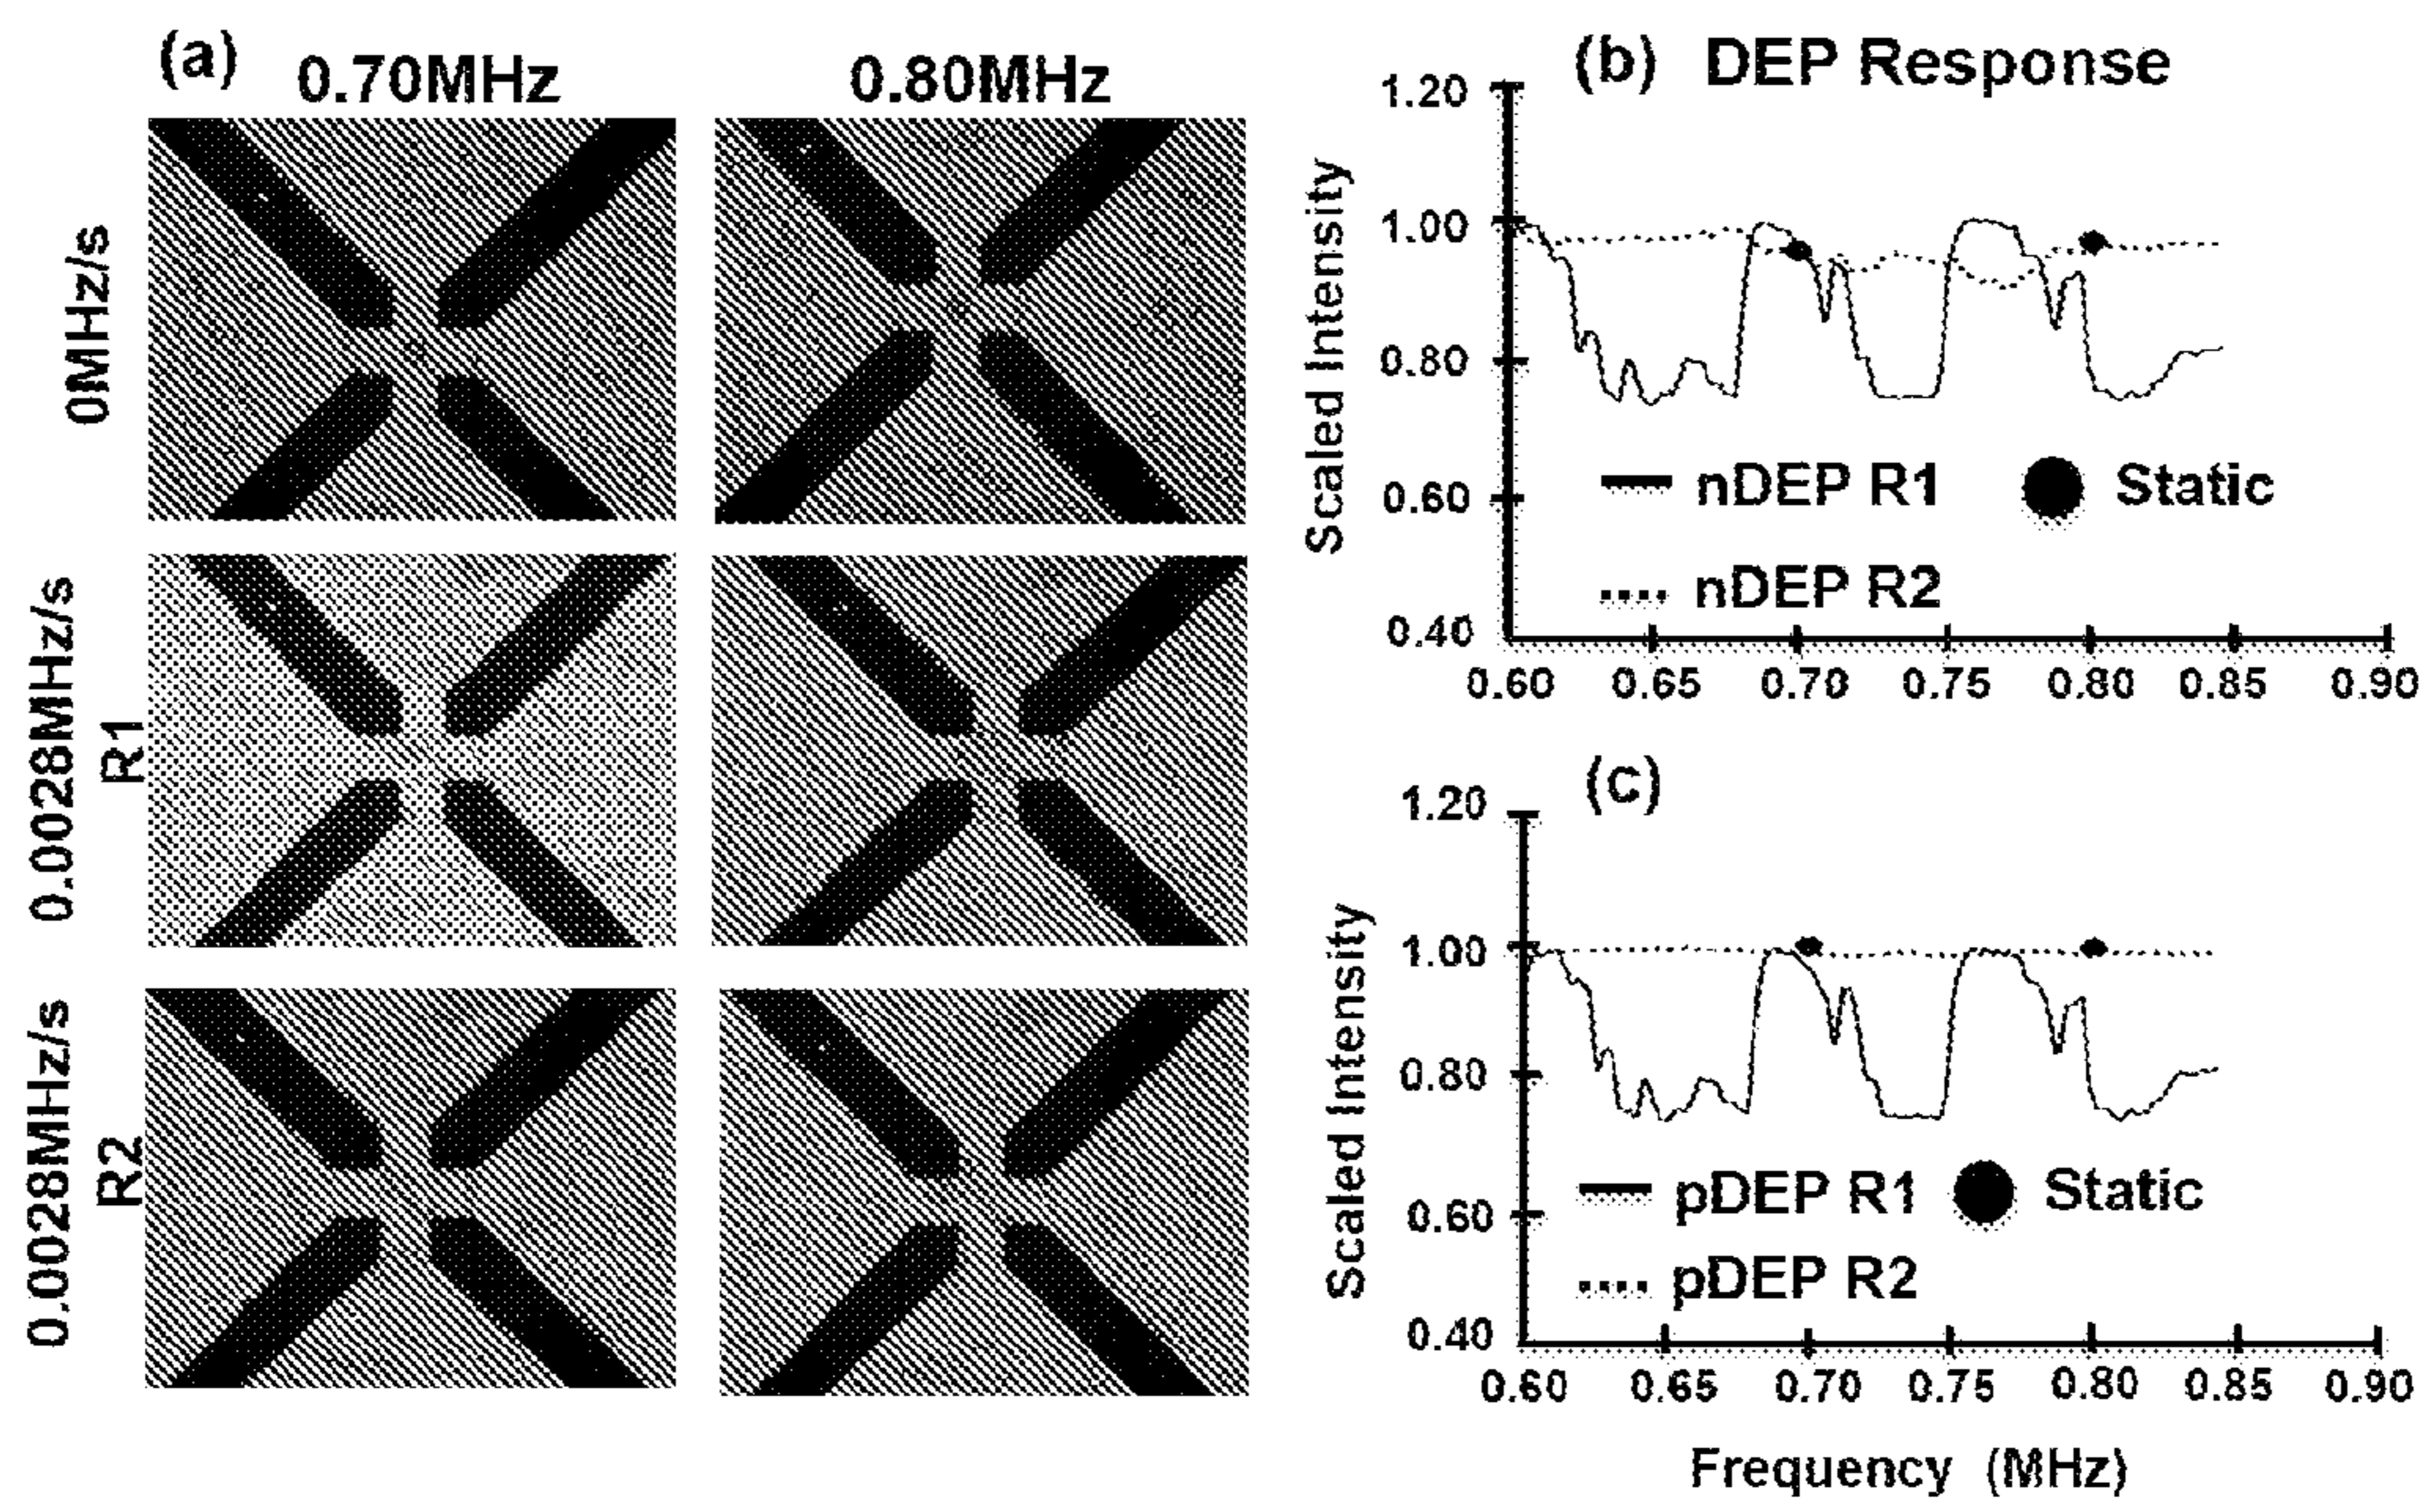 (a)
0.70MHz
0.80MHz
0MHz/s
0.0028MHz/s
R1
0.0028MHz/s
R2
(b) DEP Response
Scaled Intensity
1.20
1.00
0.80
0.60
0.40
nDEP R1
Static
nDEP R2
0.60 0.65 0.70 0.75 0.80 0.85 0.90
(c)
Scaled Intensity
1.20
1.00
0.80
0.60
0.40
pDEP R1
Static
pDEP R2
0.60 0.65 0.70 0.75 0.80 0.85 0.90
Frequency (MHz)